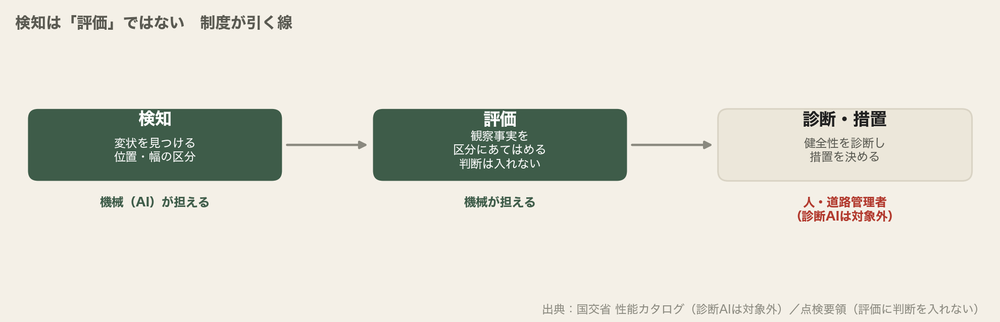 検知は「評価」ではない　制度が引く線
検知
変状を見つける
位置・幅の区分
機械（AI）が担える
評価
観察事実を
区分にあてはめる
判断は入れない
機械が担える
診断・措置
健全性を診断し
措置を決める
人・道路管理者
（診断AIは対象外）
出典：国交省 性能カタログ（診断AIは対象外）／点検要領（評価に判断を入れない）